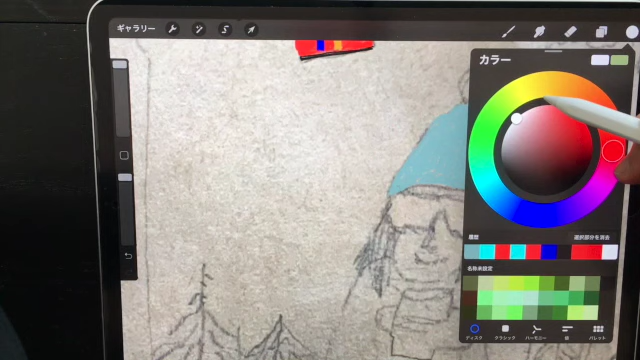 ギャラリー
カラー
履歴 選択部分を消去
名称未設定
ディスク クラシック ハーモニー 値 パレット